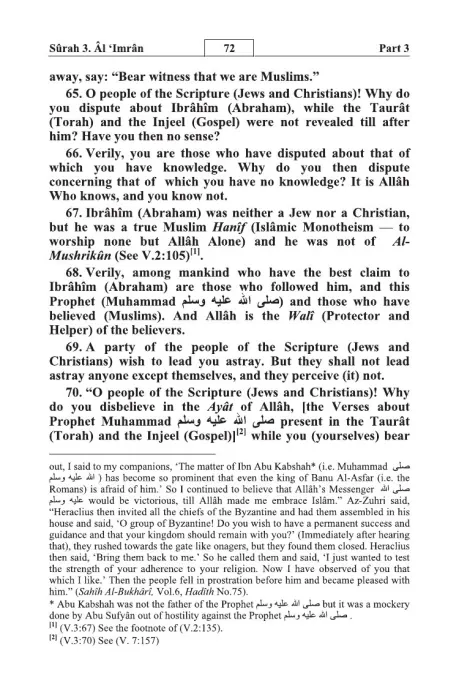 Sûrah 3. Âl ‘Imrân 72 Part 3
away, say: “Bear witness that we are Muslims.”
65. O people of the Scripture (Jews and Christians)! Why do
you dispute about Ibrâhîm (Abraham), while the Taurât
(Torah) and the Injeel (Gospel) were not revealed till after
him? Have you then no sense?
66. Verily, you are those who have disputed about that of
which you have knowledge. Why do you then dispute
concerning that of which you have no knowledge? It is Allâh
Who knows, and you know not.
67. Ibrâhîm (Abraham) was neither a Jew nor a Christian,
but he was a true Muslim Hanîf (Islâmic Monotheism — to
worship none but Allâh Alone) and he was not of Al-
Mushrikûn (See V.2:105)[1].
68. Verily, among mankind who have the best claim to
Ibrâhîm (Abraham) are those who followed him, and this
Prophet (Muhammad صلى الله عليه وسلم) and those who have
believed (Muslims). And Allâh is the Walî (Protector and
Helper) of the believers.
69. A party of the people of the Scripture (Jews and
Christians) wish to lead you astray. But they shall not lead
astray anyone except themselves, and they perceive (it) not.
70. “O people of the Scripture (Jews and Christians)! Why
do you disbelieve in the Ayât of Allâh, [the Verses about
Prophet Muhammad صلى الله عليه وسلم present in the Taurât
(Torah) and the Injeel (Gospel)][2] while you (yourselves) bear
out, I said to my companions, ‘The matter of Ibn Abu Kabshah* (i.e. Muhammad صلى
الله عليه وسلم ) has become so prominent that even the king of Banu Al-Asfar (i.e. the
Romans) is afraid of him.’ So I continued to believe that Allâh’s Messenger صلى الله
عليه وسلم would be victorious, till Allâh made me embrace Islâm.” Az-Zuhri said,
“Heraclius then invited all the chiefs of the Byzantine and had them assembled in his
house and said, ‘O group of Byzantine! Do you wish to have a permanent success and
guidance and that your kingdom should remain with you?’ (Immediately after hearing
that), they rushed towards the gate like onagers, but they found them closed. Heraclius
then said, ‘Bring them back to me.’ So he called them and said, ‘I just wanted to test
the strength of your adherence to your religion. Now I have observed of you that
which I like.’ Then the people fell in prostration before him and became pleased with
him.” (Sahîh Al-Bukhârî, Vol.6, Hadîth No.75).
* Abu Kabshah was not the father of the Prophet صلى الله عليه وسلم but it was a mockery
done by Abu Sufyân out of hostility against the Prophet صلى الله عليه وسلم .
[1] (V.3:67) See the footnote of (V.2:135).
[2] (V.3:70) See (V. 7:157)